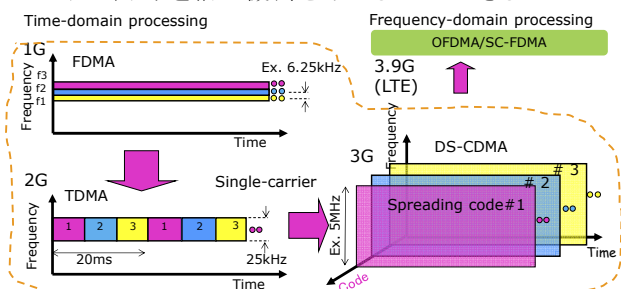 Time-domain processing
Frequency-domain processing
OFDMA/SC-FDMA
1G
FDMA
Ex. 6.25kHz
3.9G
(LTE)
Frequency
f3
f2
f1
Time
2G
TDMA
Single-carrier
3G
DS-CDMA
Frequency
# 3
# 2
Spreading code#1
Ex. 5MHz
Time
Code
Frequency
1 2 3 1 2 3
20ms
25kHz